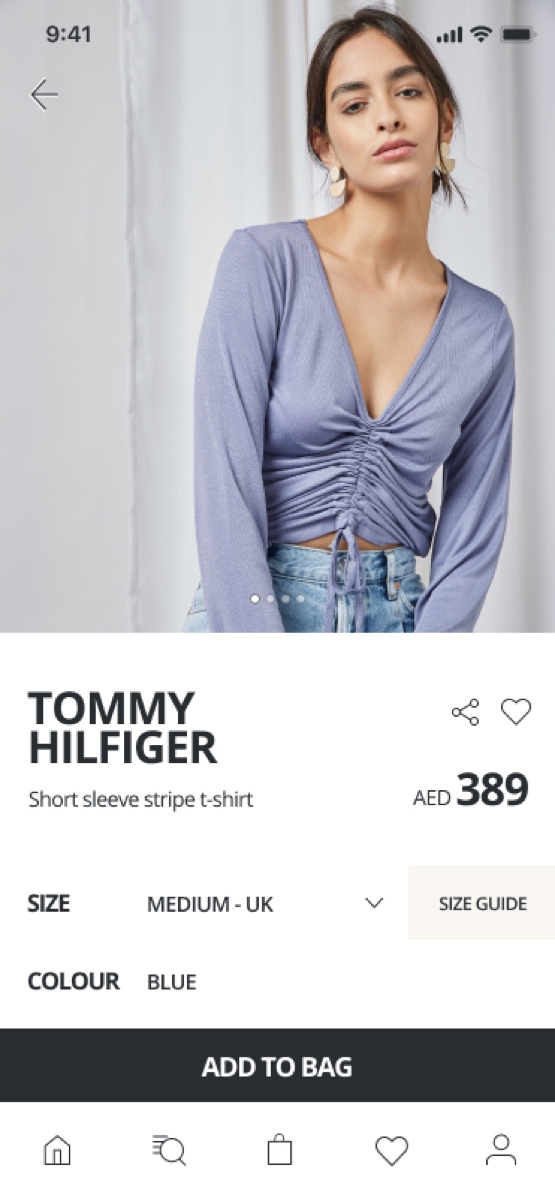 9:41
TOMMY
HILFIGER
Short sleeve stripe t-shirt
AED 389
SIZE MEDIUM - UK SIZE GUIDE
COLOUR BLUE
ADD TO BAG